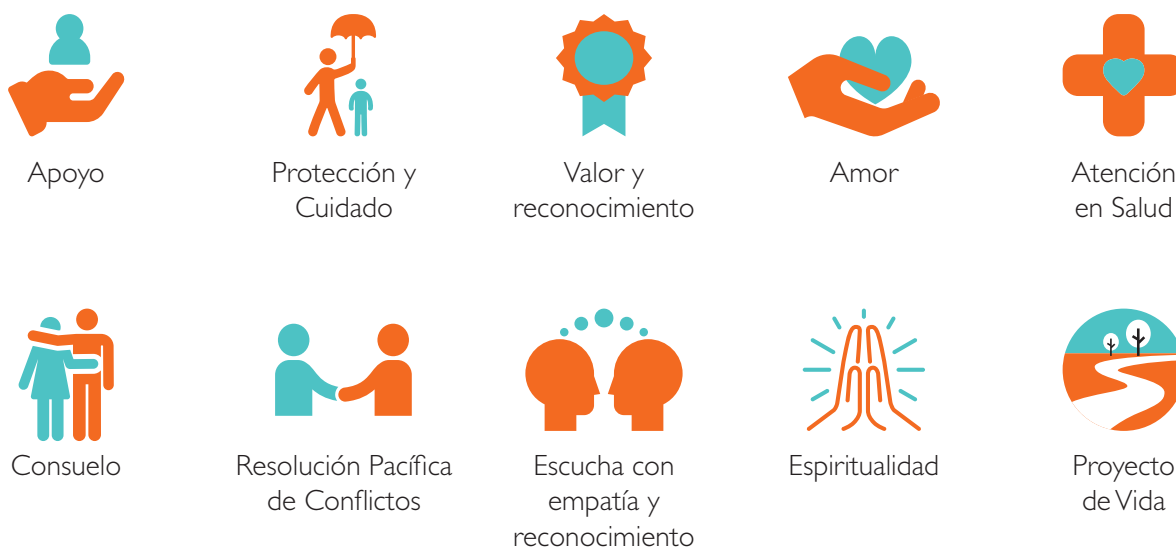 Apoyo
Protección y
Cuidado
Valor y
reconocimiento
Amor
Atención
en Salud
Consuelo
Resolución Pacífica
de Conflictos
Escucha con
empatía y
reconocimiento
Espiritualidad
Proyecto
de Vida